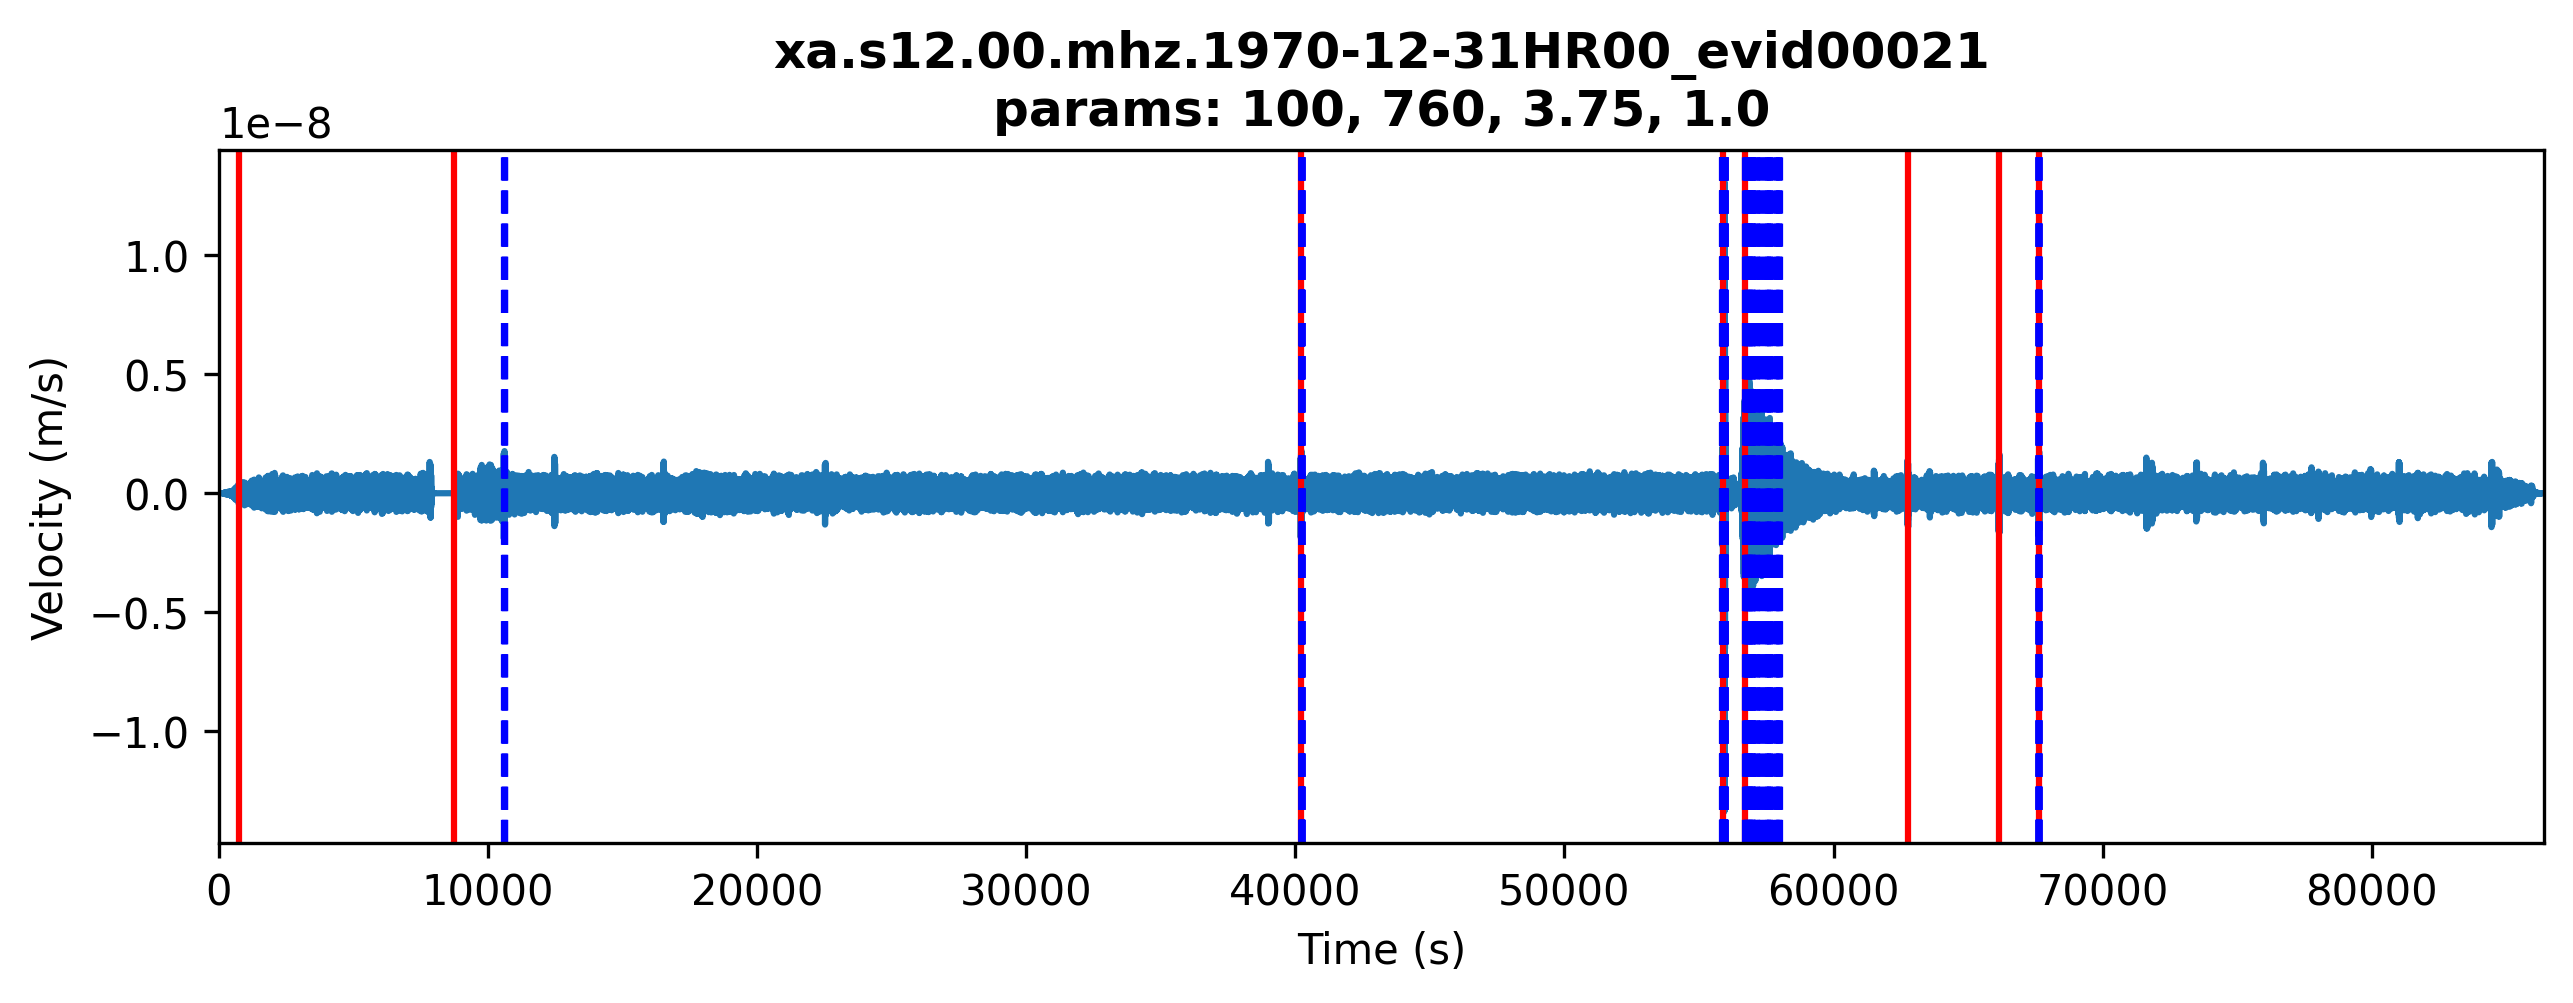 xa.s12.00.mhz.1970-12-31HR00_evid00021
params: 100, 760, 3.75, 1.0
1e−8
1.0
0.5
0.0
−0.5
−1.0
Velocity (m/s)
0 10000 20000 30000 40000 50000 60000 70000 80000
Time (s)